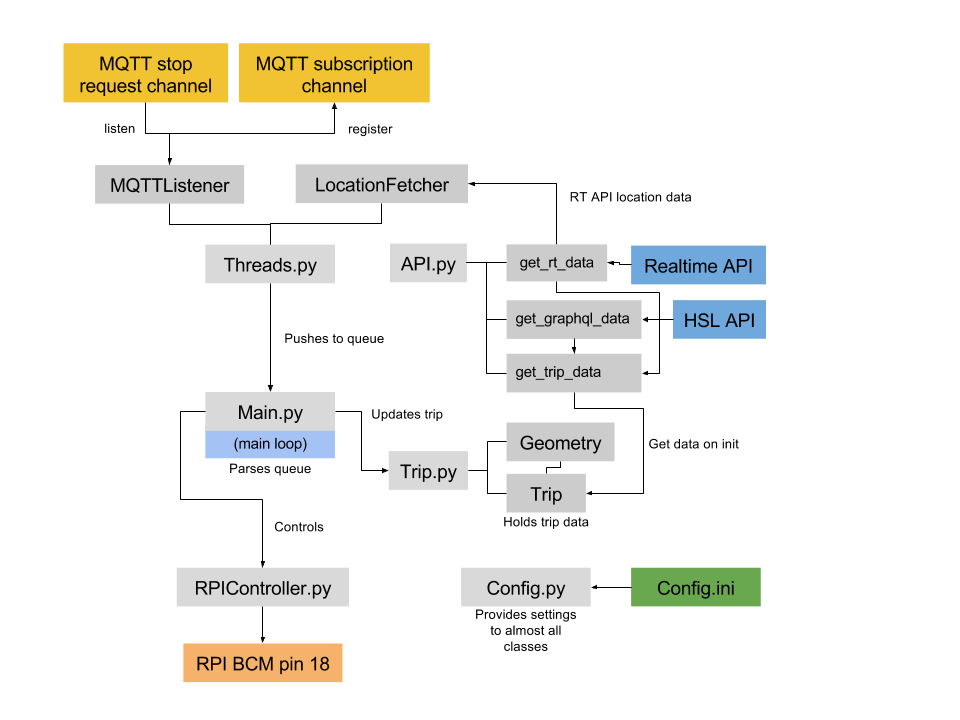 MQTT stop
request channel
MQTT subscription
channel
listen
register
MQTTListener
LocationFetcher
RT API location data
Threads.py
API.py
get_rt_data
Realtime API
get_graphql_data
HSL API
Pushes to queue
get_trip_data
Main.py
(main loop)
Parses queue
Updates trip
Geometry
Get data on init
Trip.py
Trip
Holds trip data
Controls
RPIController.py
Config.py
Config.ini
Provides settings
to almost all
classes
RPI BCM pin 18